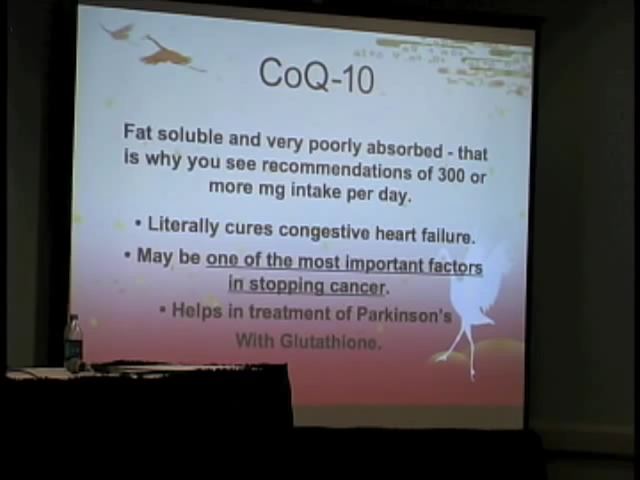 CoQ-10
Fat soluble and very poorly absorbed - that
is why you see recommendations of 300 or
more mg intake per day.
• Literally cures congestive heart failure.
• May be one of the most important factors
in stopping cancer.
• Helps in treatment of Parkinson's
With Glutathione.